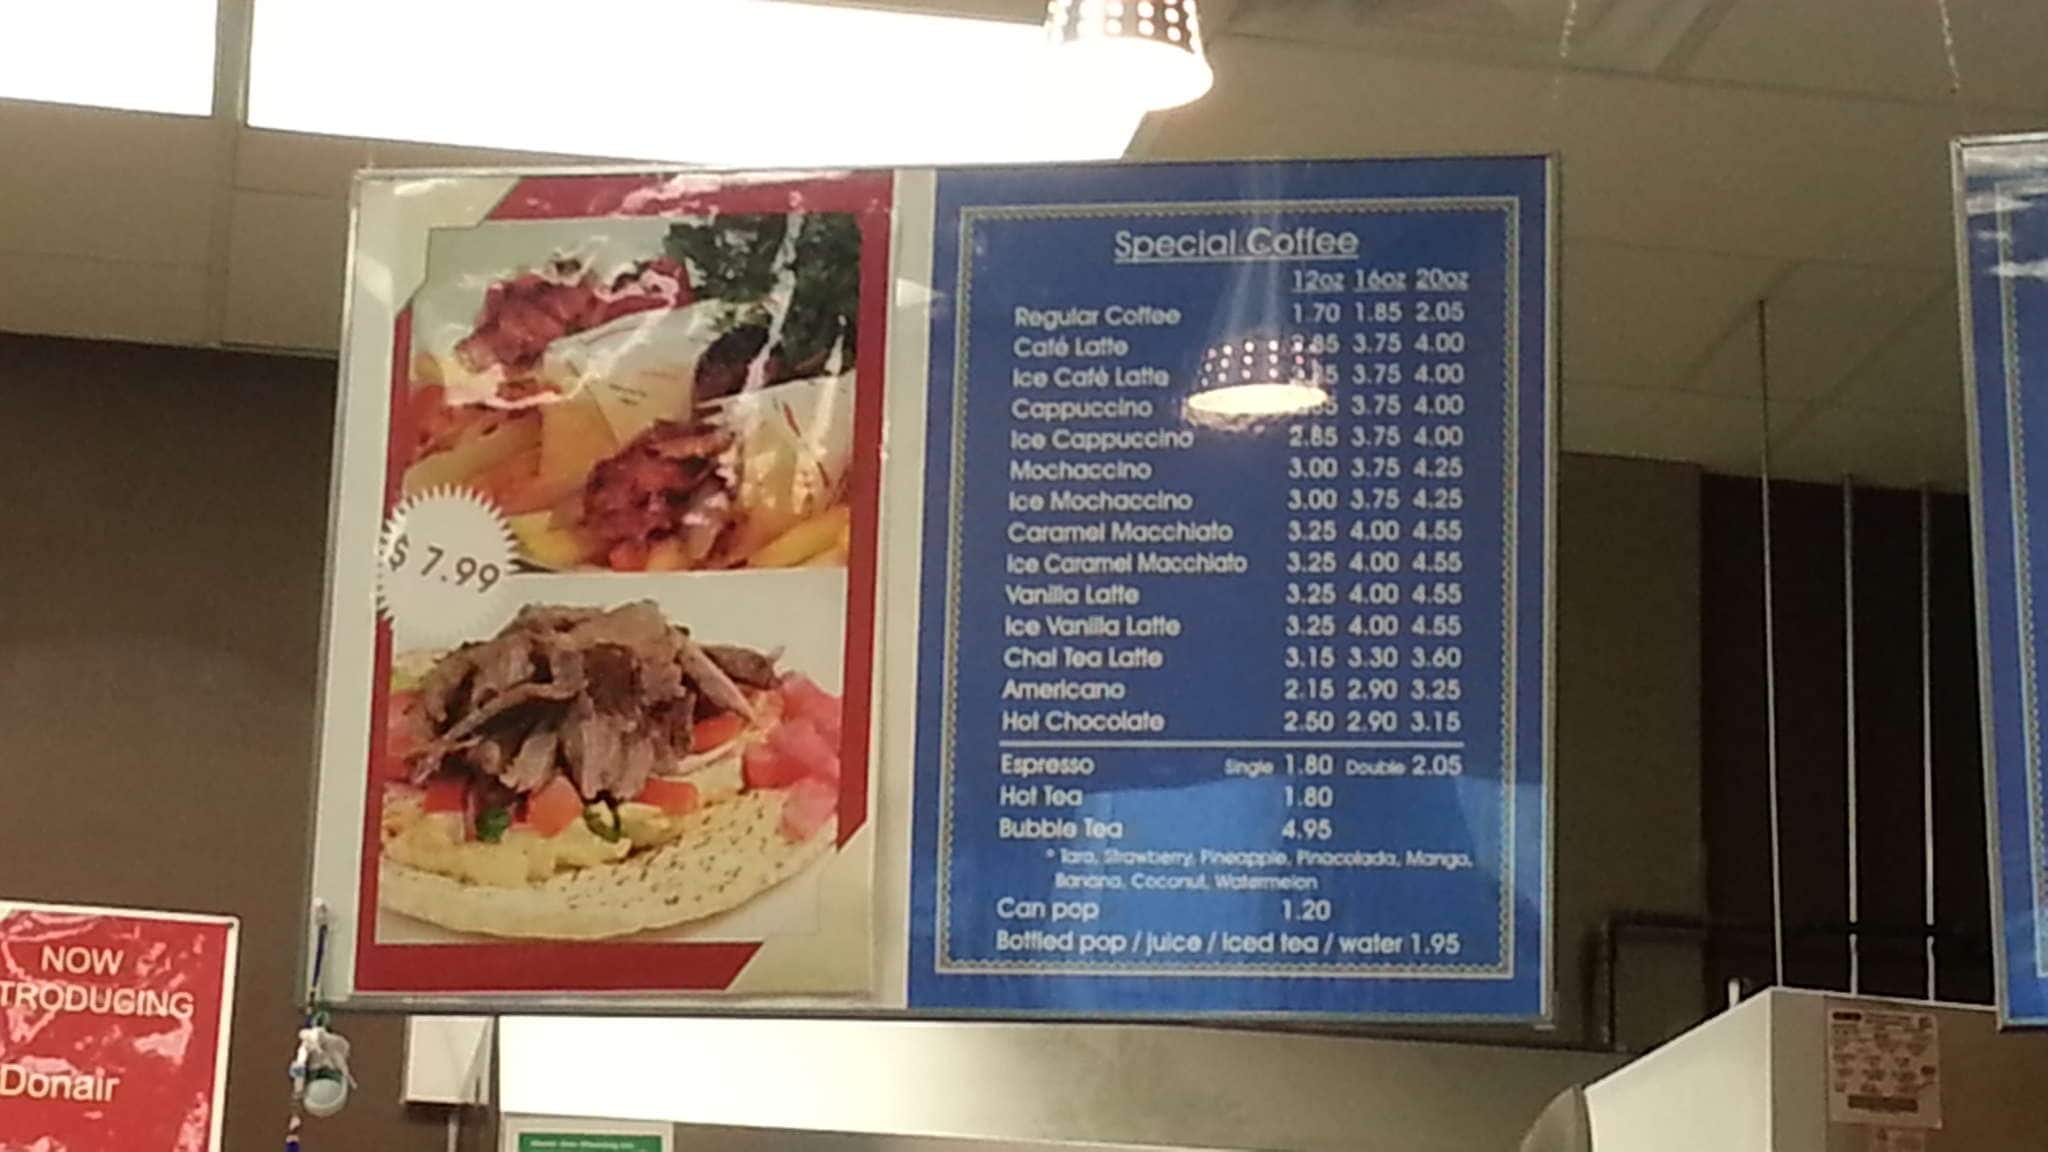 $ 7.99
NOW
TRODUCING
Donair
Special Coffee
12oz 16oz 20oz
Regular Coffee 1.70 1.85 2.05
Café Latte 2.85 3.75 4.00
Ice Café Latte 3.75 4.00
Cappuccino 3.75 4.00
Ice Cappuccino 2.85 3.75 4.00
Mochaccino 3.00 3.75 4.25
Ice Mochaccino 3.00 3.75 4.25
Caramel Macchiato 3.25 4.00 4.55
Ice Caramel Macchiato 3.25 4.00 4.55
Vanilla Latte 3.25 4.00 4.55
Ice Vanilla Latte 3.25 4.00 4.55
Chai Tea Latte 3.15 3.30 3.60
Americano 2.15 2.90 3.25
Hot Chocolate 2.50 2.90 3.15
Espresso Single 1.80 Double 2.05
Hot Tea 1.80
Bubble Tea 4.95
* Taro, Strawberry, Pineapple, Pinacolada, Mango,
Banana, Coconut, Watermelon
Can pop 1.20
Bottled pop / juice / iced tea / water 1.95